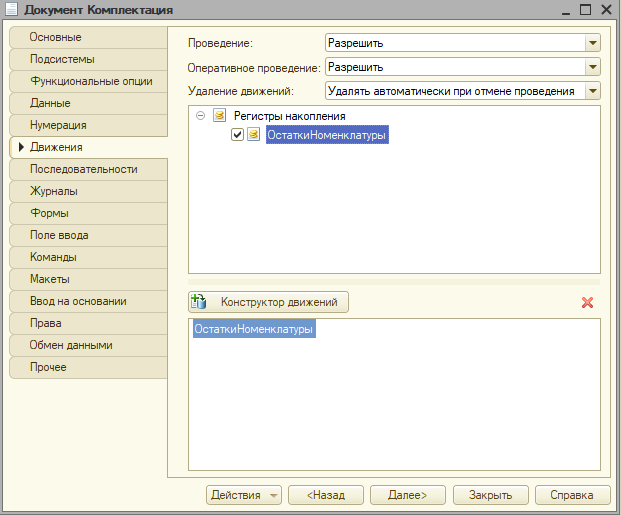 Документ Комплектация
Основные
Подсистемы
Функциональные опции
Данные
Нумерация
Движения
Последовательности
Журналы
Формы
Поле ввода
Команды
Макеты
Ввод на основании
Права
Обмен данными
Прочее
Проведение: Разрешить
Оперативное проведение: Разрешить
Удаление движений: Удалять автоматически при отмене проведения
Регистры накопления
ОстаткиНоменклатуры
Конструктор движений
ОстаткиНоменклатуры
Действия <Назад Далее> Закрыть Справка